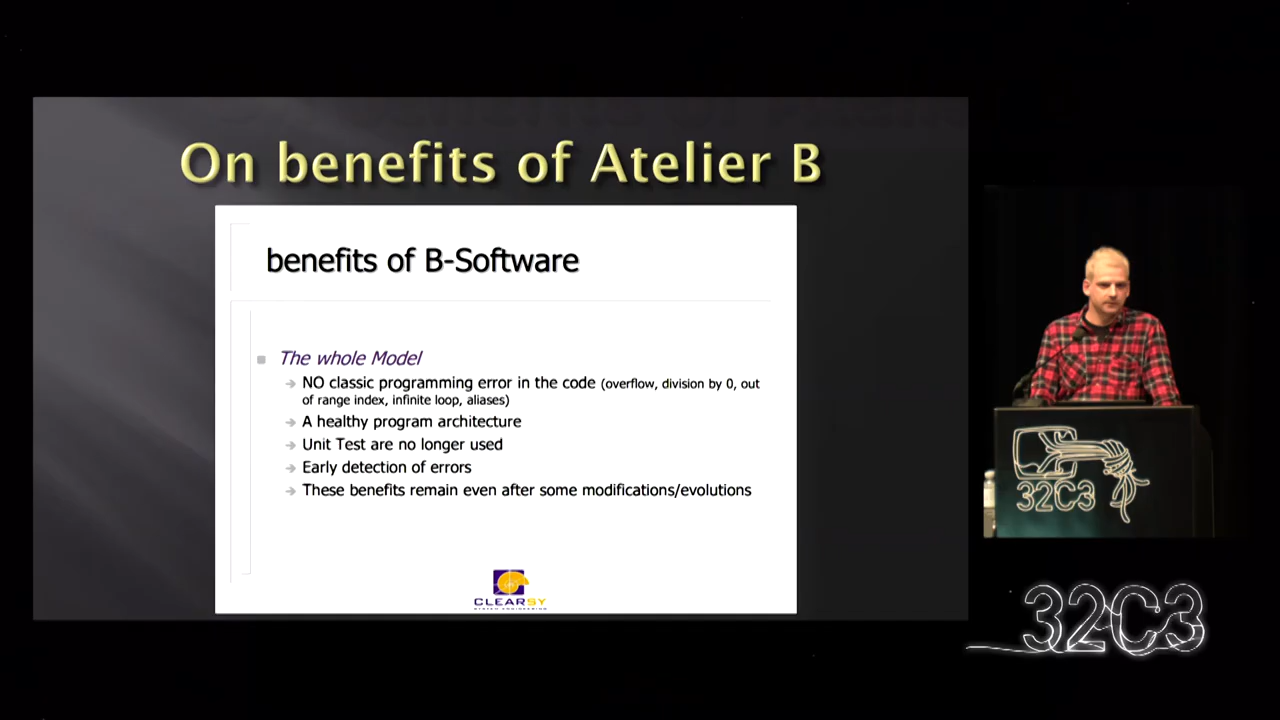 On benefits of Atelier B
benefits of B-Software
The whole Model
NO classic programming error in the code (overflow, division by 0, out
of range index, infinite loop, aliases)
A healthy program architecture
Unit Test are no longer used
Early detection of errors
These benefits remain even after some modifications/evolutions
CLEARSY
SYSTEM ENGINEERING
32C3
32C3